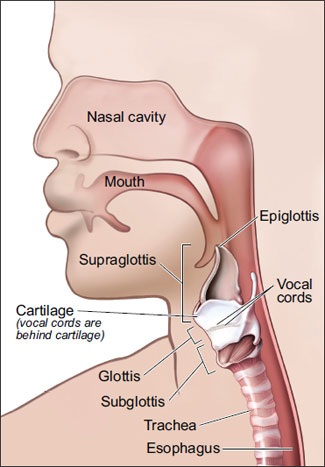 Nasal cavity
Mouth
Epiglottis
Supraglottis
Vocal
cords
Cartilage
(vocal cords are
behind cartilage)
Glottis
Subglottis
Trachea
Esophagus